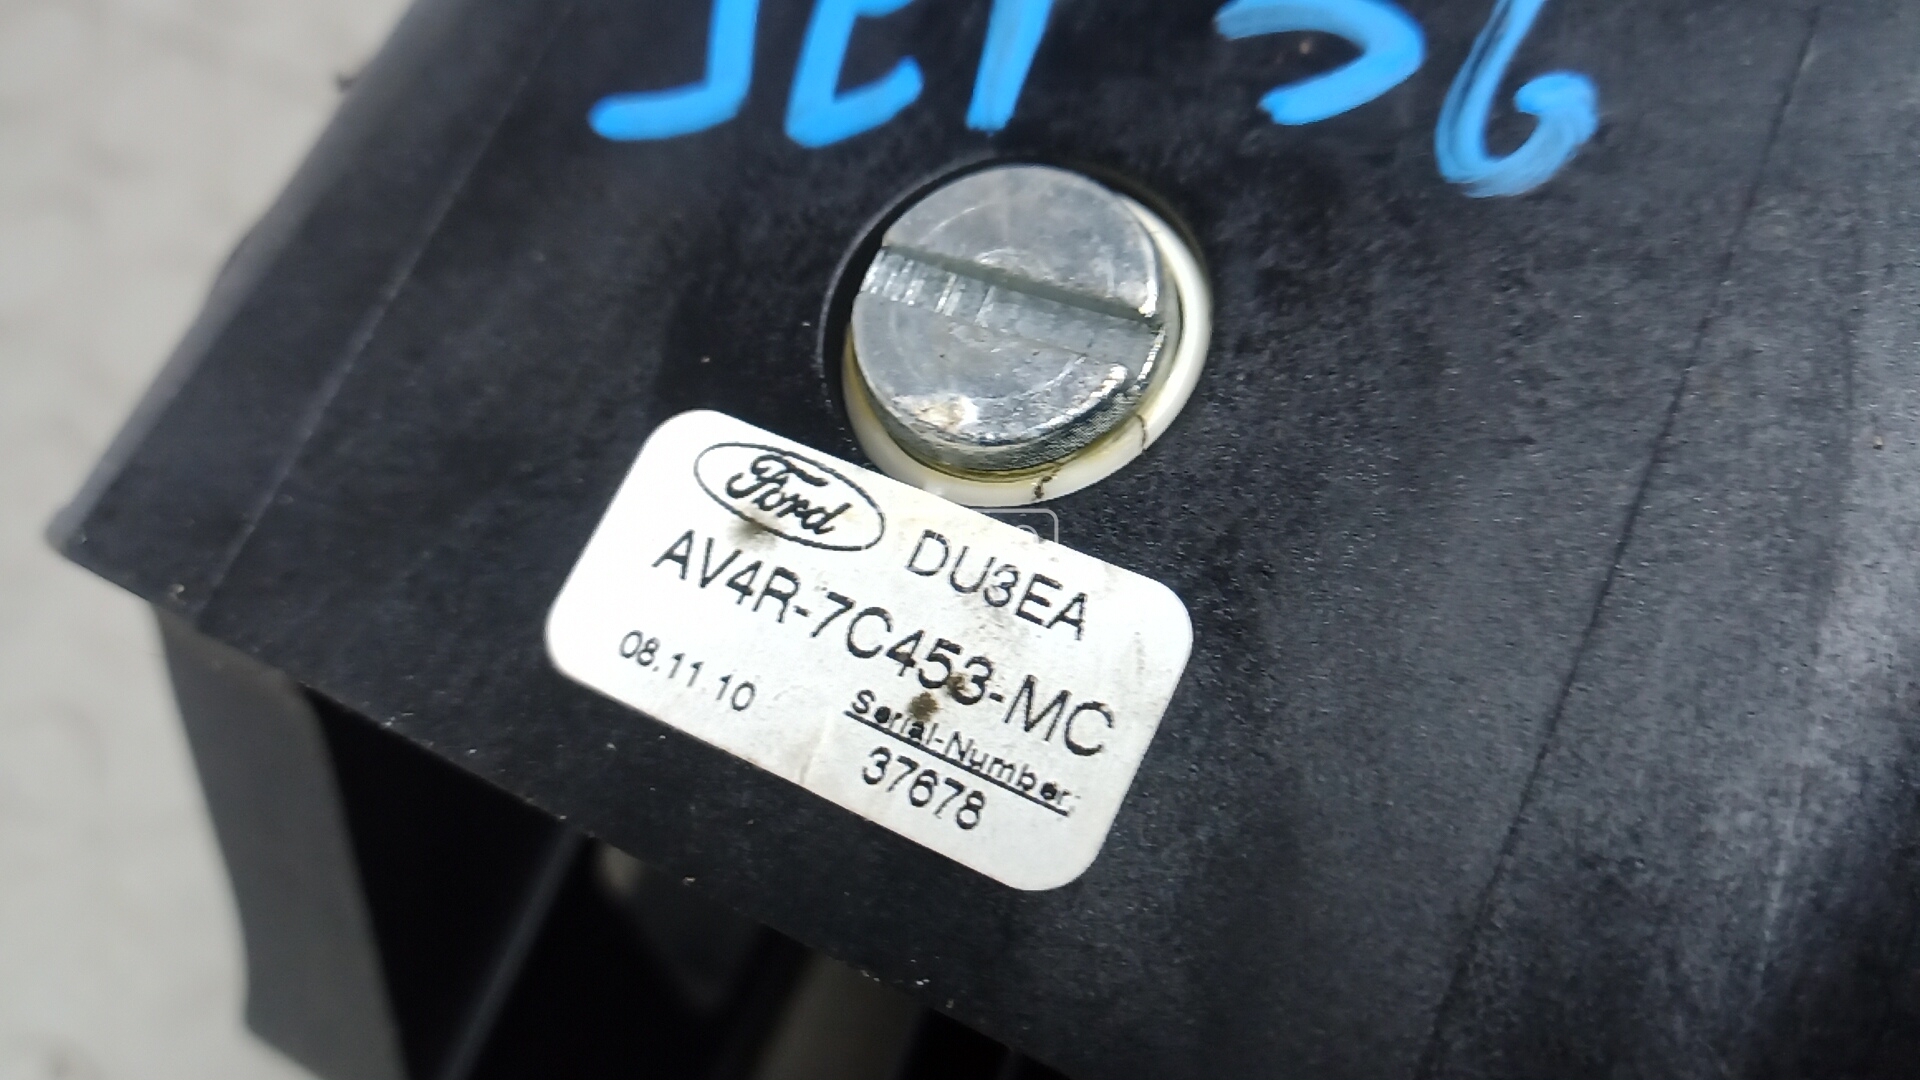 Ford
DU3EA
AV4R-7C453-MC
08.11.10
Serial-Number:
37678